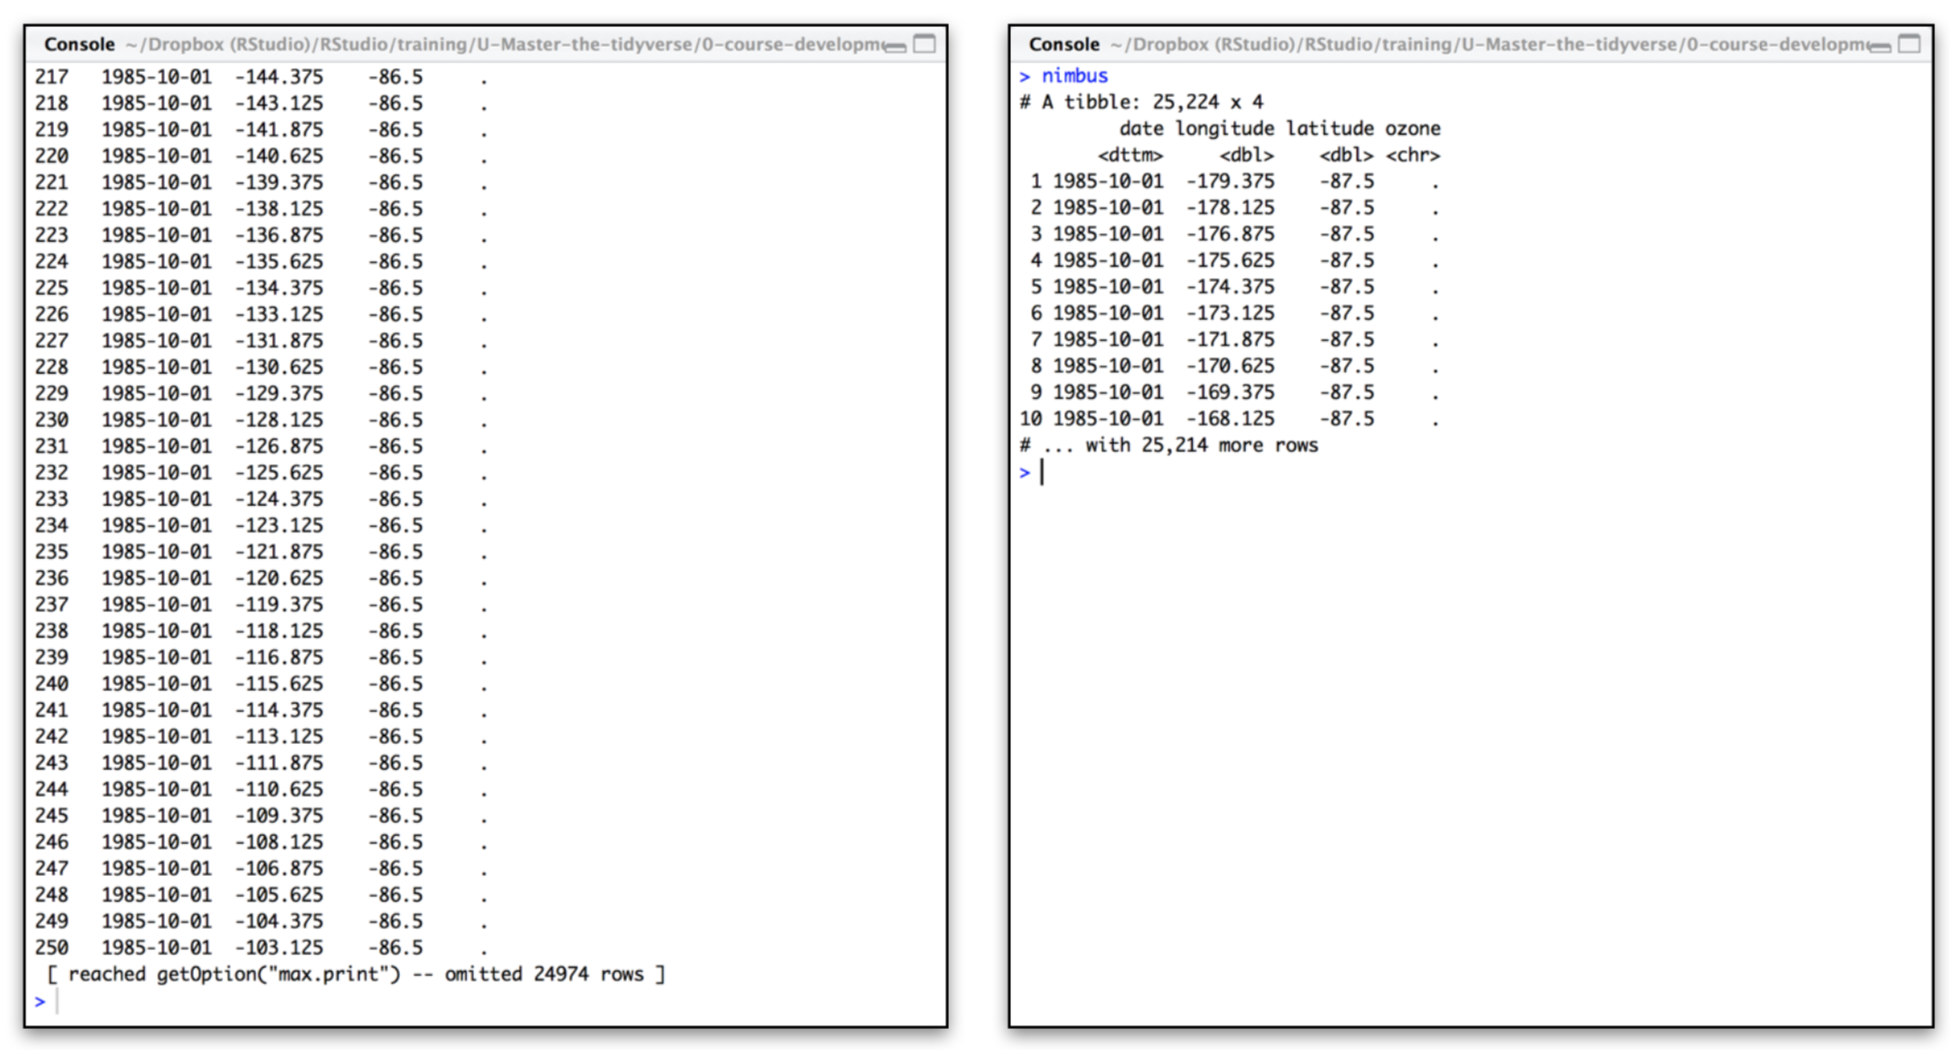 Console ~/Dropbox (RStudio)/RStudio/training/U-Master-the-tidyverse/0-course-developm
217 1985-10-01 -144.375 -86.5 .
218 1985-10-01 -143.125 -86.5 .
219 1985-10-01 -141.875 -86.5 .
220 1985-10-01 -140.625 -86.5 .
221 1985-10-01 -139.375 -86.5 .
222 1985-10-01 -138.125 -86.5 .
223 1985-10-01 -136.875 -86.5 .
224 1985-10-01 -135.625 -86.5 .
225 1985-10-01 -134.375 -86.5 .
226 1985-10-01 -133.125 -86.5 .
227 1985-10-01 -131.875 -86.5 .
228 1985-10-01 -130.625 -86.5 .
229 1985-10-01 -129.375 -86.5 .
230 1985-10-01 -128.125 -86.5 .
231 1985-10-01 -126.875 -86.5 .
232 1985-10-01 -125.625 -86.5 .
233 1985-10-01 -124.375 -86.5 .
234 1985-10-01 -123.125 -86.5 .
235 1985-10-01 -121.875 -86.5 .
236 1985-10-01 -120.625 -86.5 .
237 1985-10-01 -119.375 -86.5 .
238 1985-10-01 -118.125 -86.5 .
239 1985-10-01 -116.875 -86.5 .
240 1985-10-01 -115.625 -86.5 .
241 1985-10-01 -114.375 -86.5 .
242 1985-10-01 -113.125 -86.5 .
243 1985-10-01 -111.875 -86.5 .
244 1985-10-01 -110.625 -86.5 .
245 1985-10-01 -109.375 -86.5 .
246 1985-10-01 -108.125 -86.5 .
247 1985-10-01 -106.875 -86.5 .
248 1985-10-01 -105.625 -86.5 .
249 1985-10-01 -104.375 -86.5 .
250 1985-10-01 -103.125 -86.5 .
[ reached getOption("max.print") -- omitted 24974 rows ]
>
Console ~/Dropbox (RStudio)/RStudio/training/U-Master-the-tidyverse/0-course-developm
> nimbus
# A tibble: 25,224 x 4
date longitude latitude ozone
<dttm> <dbl> <dbl> <chr>
1 1985-10-01 -179.375 -87.5 .
2 1985-10-01 -178.125 -87.5 .
3 1985-10-01 -176.875 -87.5 .
4 1985-10-01 -175.625 -87.5 .
5 1985-10-01 -174.375 -87.5 .
6 1985-10-01 -173.125 -87.5 .
7 1985-10-01 -171.875 -87.5 .
8 1985-10-01 -170.625 -87.5 .
9 1985-10-01 -169.375 -87.5 .
10 1985-10-01 -168.125 -87.5 .
# ... with 25,214 more rows
>